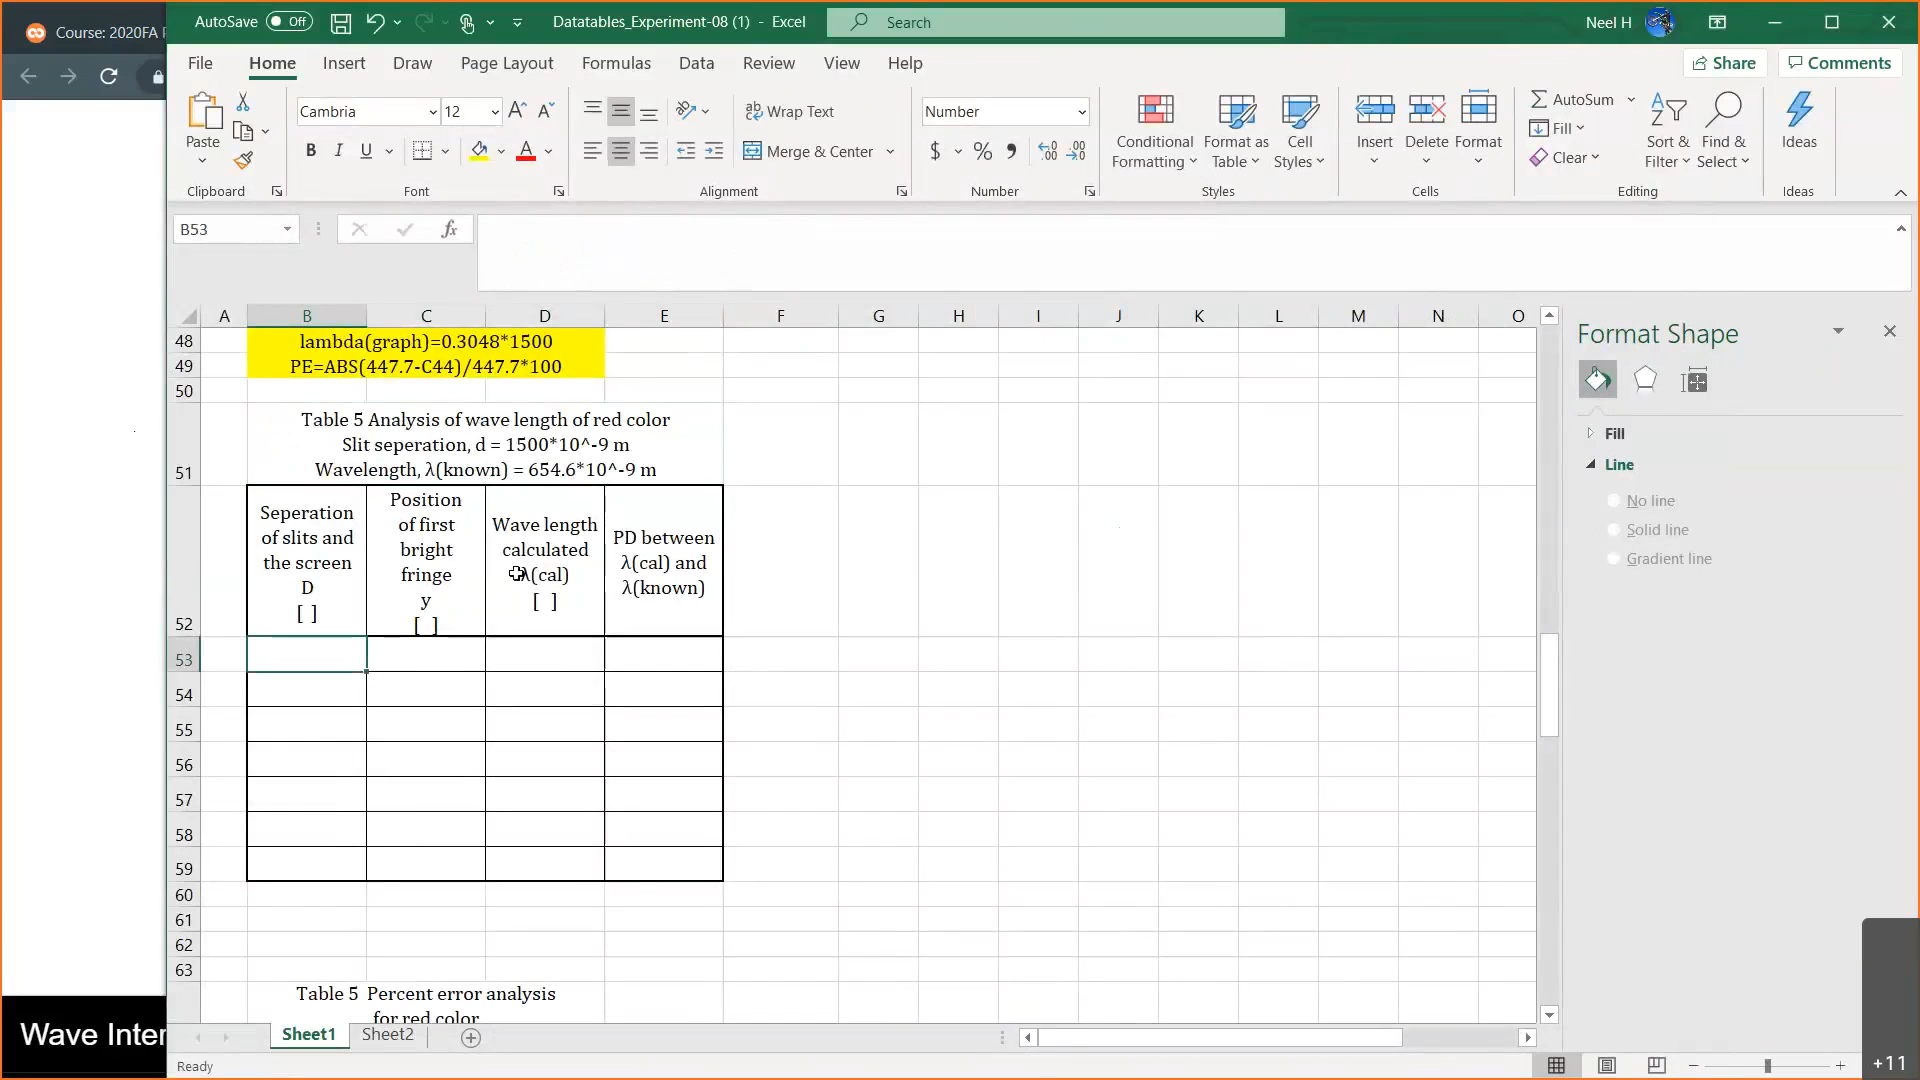 Course: 2020FA P
AutoSave Off
Datatables_Experiment-08 (1) - Excel
Search
Neel H
File Home Insert Draw Page Layout Formulas Data Review View Help
Share Comments
Paste
Clipboard
Cambria 12
B I U
Font
Wrap Text
Merge & Center
Alignment
Number
$ % 9
Number
Conditional Formatting
Format as Table
Cell Styles
Styles
Insert Delete Format
Cells
AutoSum
Fill
Clear
Sort & Filter
Find & Select
Editing
Ideas
Ideas
B53
fx
A B C D E F G H I J K L M N O
48 lambda(graph)=0.3048*1500
49 PE=ABS(447.7-C44)/447.7*100
50
Table 5 Analysis of wave length of red color
Slit seperation, d = 1500*10^-9 m
51 Wavelength, λ(known) = 654.6*10^-9 m
Seperation of slits and the screen D [ ]
Position of first bright fringe y [ ]
Wave length calculated λ(cal) [ ]
PD between λ(cal) and λ(known)
52
53
54
55
56
57
58
59
60
61
62
63
Table 5 Percent error analysis
for red color
Format Shape
Fill
Line
No line
Solid line
Gradient line
Sheet1 Sheet2
Ready
Wave Inter
+11